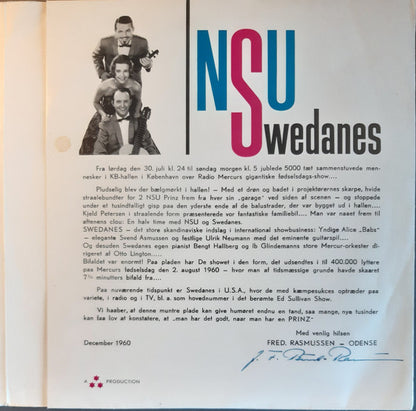 NSU
Swedanes
Fra lørdag den 30. juli kl. 24 til søndag morgen kl. 5 jublede 5000 tæt sammenstuvede men-
nesker i KB-hallen i København over Radio Mercurs gigantiske fødselsdags-show....
Pludselig blev der bælgmørkt i hallen! – Med et drøn og badet i projektørernes skarpe, hvide
straalebundter for 2 NSU Prinz frem fra hver sin „garage" ved siden af scenen – og stoppede
under et tusindtalligt gisp paa den yderste ende af de balustrader, der var bygget ud i hallen....
Kjeld Petersen i straalende form præsenterede vor fantastiske familiebil.... Man var naaet frem til
aftenens clou: En halv time med NSU og Swedanes.
SWEDANES – det store skandinaviske indslag i international showbusiness: Yndige Alice „Babs"
– elegante Svend Asmussen og festlige Ulrik Neumann med det eminente guitarspil....
Og desuden Swedanes egen pianist Bengt Hallberg og Ib Glindemanns store Mercur-orkester di-
rigeret af Otto Lington....
Bifaldet var enormt! Paa pladen har De showet i den form, det udsendtes i til 400.000 lyttere
paa Mercurs fødselsdag den 2. august 1960 – hvor man af tidsmæssige grunde havde skaaret
7½ minutters bifald fra....
Paa nuværende tidspunkt er Swedanes i U.S.A., hvor de med kæmpesukces optræder paa
variete, i radio og i TV, bl. a. som hovednummer i det berømte Ed Sullivan Show.
Vi haaber, at denne muntre plade kan give humøret endnu en tand, saa mange, nye tusinder
kan faa lov at konstatere, at „man har det godt, naar man har en PRINZ"
Med venlig hilsen
December 1960
FRED. RASMUSSEN – ODENSE
PRODUCTION